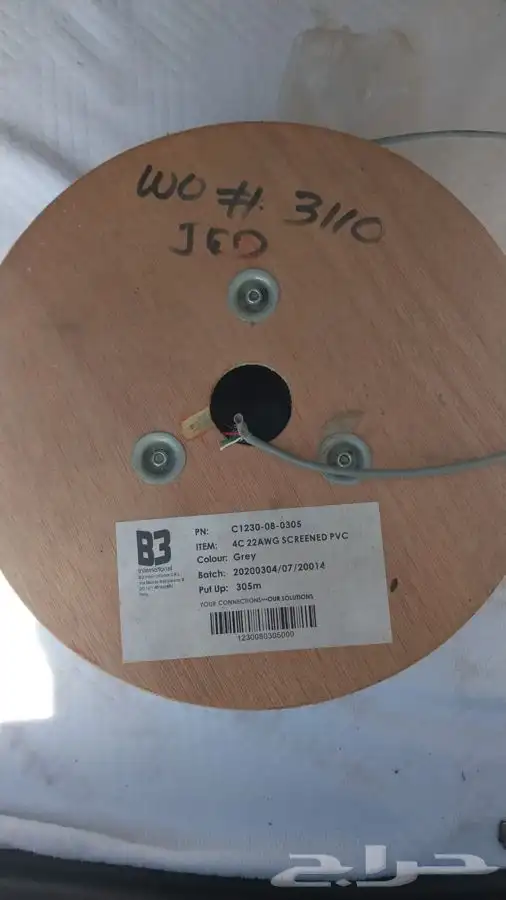 WO #: 3110
JED
B3
International
PN: C1230-08-0305
ITEM: 4C 22AWG SCREENED PVC
Colour: Grey
Batch: 20200304/07/20014
Put Up: 305m
YOUR CONNECTIONS—OUR SOLUTIONS
1230080305000
حراج